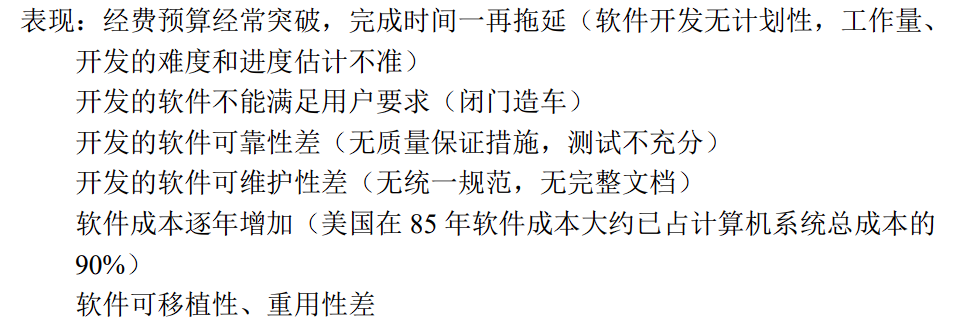 表现：经费预算经常突破，完成时间一再拖延（软件开发无计划性，工作量、
开发的难度和进度估计不准）
开发的软件不能满足用户要求（闭门造车）
开发的软件可靠性差（无质量保证措施，测试不充分）
开发的软件可维护性差（无统一规范，无完整文档）
软件成本逐年增加（美国在 85 年软件成本大约已占计算机系统总成本的
90%）
软件可移植性、重用性差